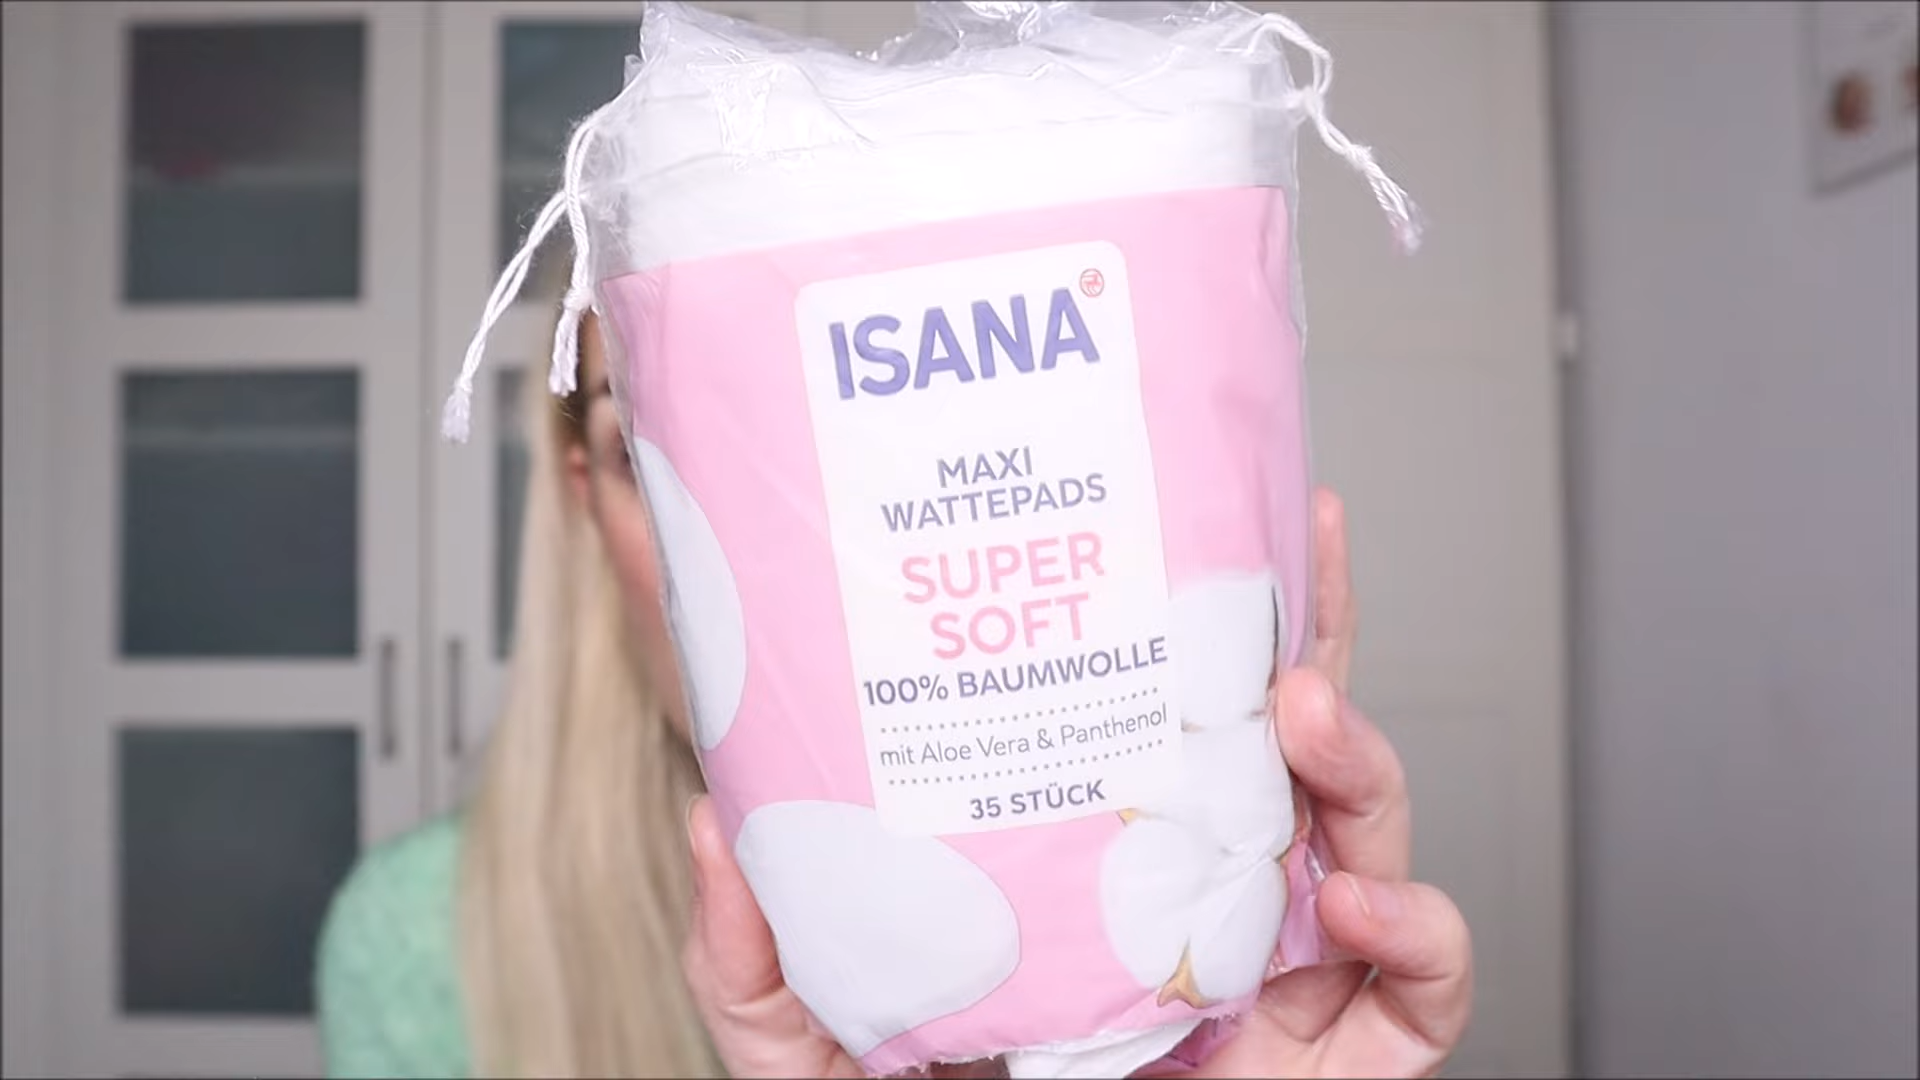 ISANA
MAXI
WATTEPADS
SUPER
SOFT
100% BAUMWOLLE
mit Aloe Vera & Panthenol
35 STÜCK